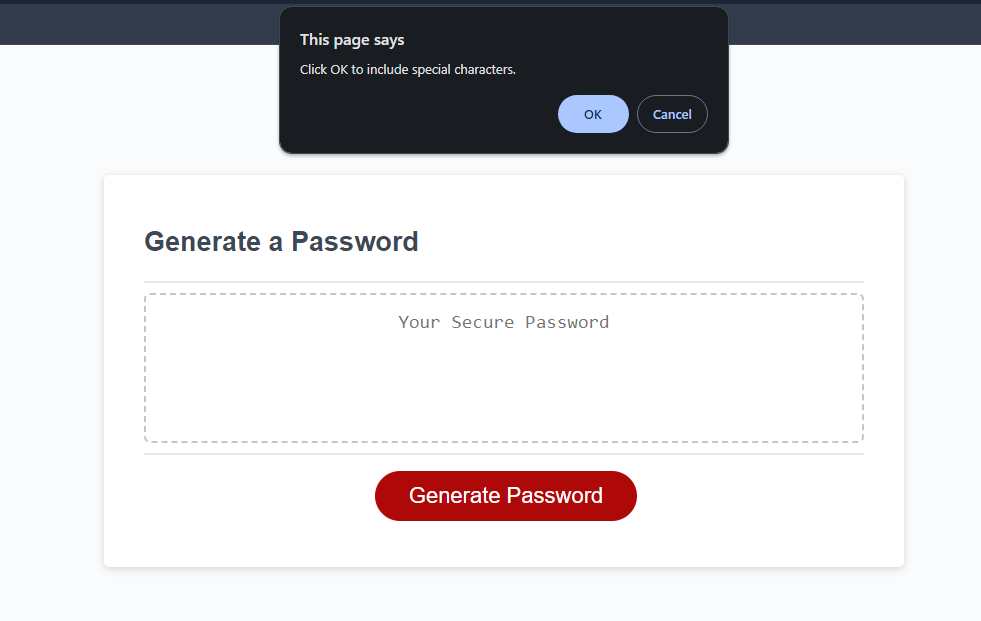 This page says
Click OK to include special characters.
OK
Cancel
Generate a Password
Your Secure Password
Generate Password